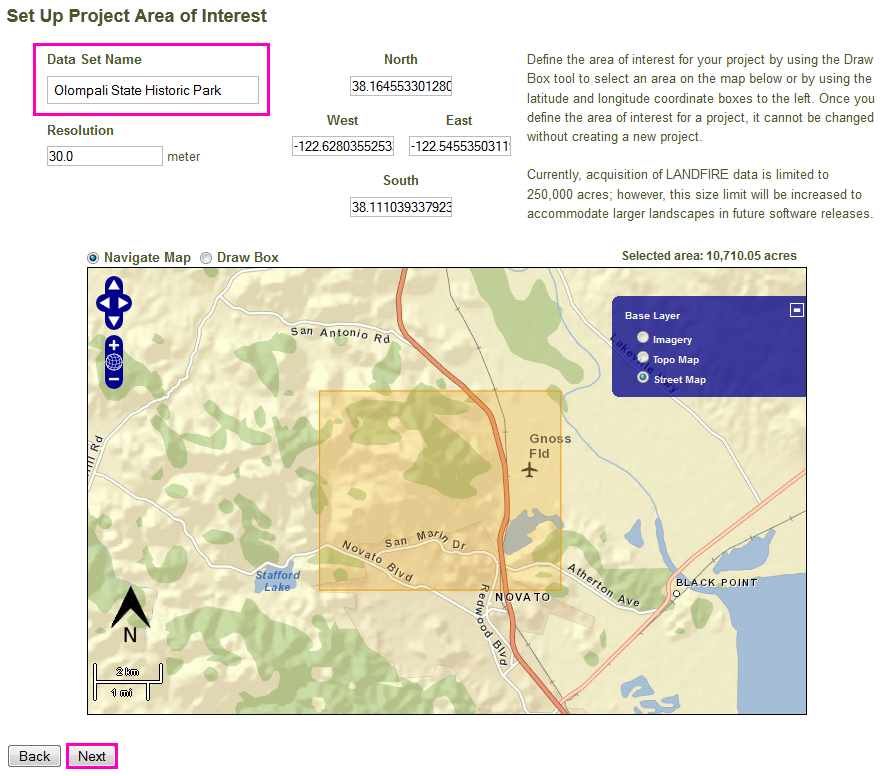 Set Up Project Area of Interest
Data Set Name
Olompali State Historic Park
Resolution
30.0 meter
North
38.164553301280
West East
-122.6280355253 -122.5455350311
South
38.111039337923
Define the area of interest for your project by using the Draw
Box tool to select an area on the map below or by using the
latitude and longitude coordinate boxes to the left. Once you
define the area of interest for a project, it cannot be changed
without creating a new project.
Currently, acquisition of LANDFIRE data is limited to
250,000 acres; however, this size limit will be increased to
accommodate larger landscapes in future software releases.
Navigate Map Draw Box
Selected area: 10,710.05 acres
Base Layer
Imagery
Topo Map
Street Map
San Antonio Rd
Gnoss
Fld
San Marin Dr
Novato Blvd
Stafford
Lake
Atherton Ave
BLACK POINT
NOVATO
Redwood Blvd
N
2 km
1 mi
Back Next